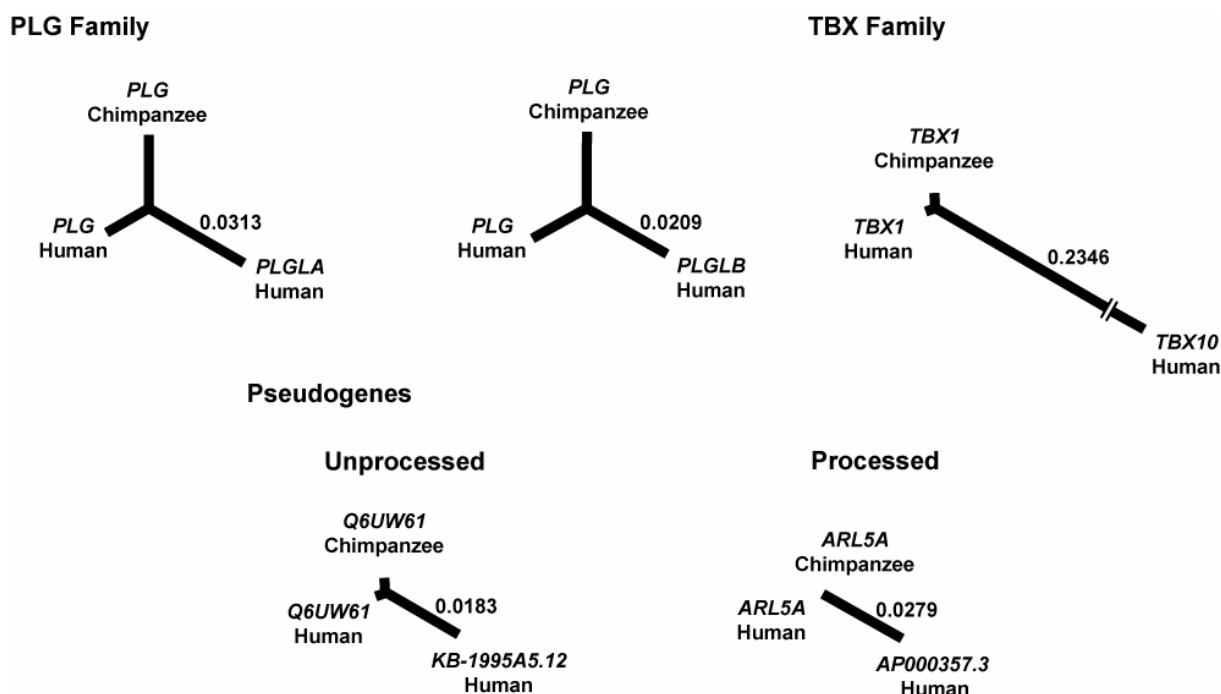 PLG Family
TBX Family
PLG
Chimpanzee
PLG
Human
0.0313
PLGLA
Human
PLG
Chimpanzee
PLG
Human
0.0209
PLGLB
Human
TBX1
Chimpanzee
TBX1
Human
0.2346
TBX10
Human
Pseudogenes
Unprocessed
Processed
Q6UW61
Chimpanzee
Q6UW61
Human
0.0183
KB-1995A5.12
Human
ARL5A
Chimpanzee
ARL5A
Human
0.0279
AP000357.3
Human